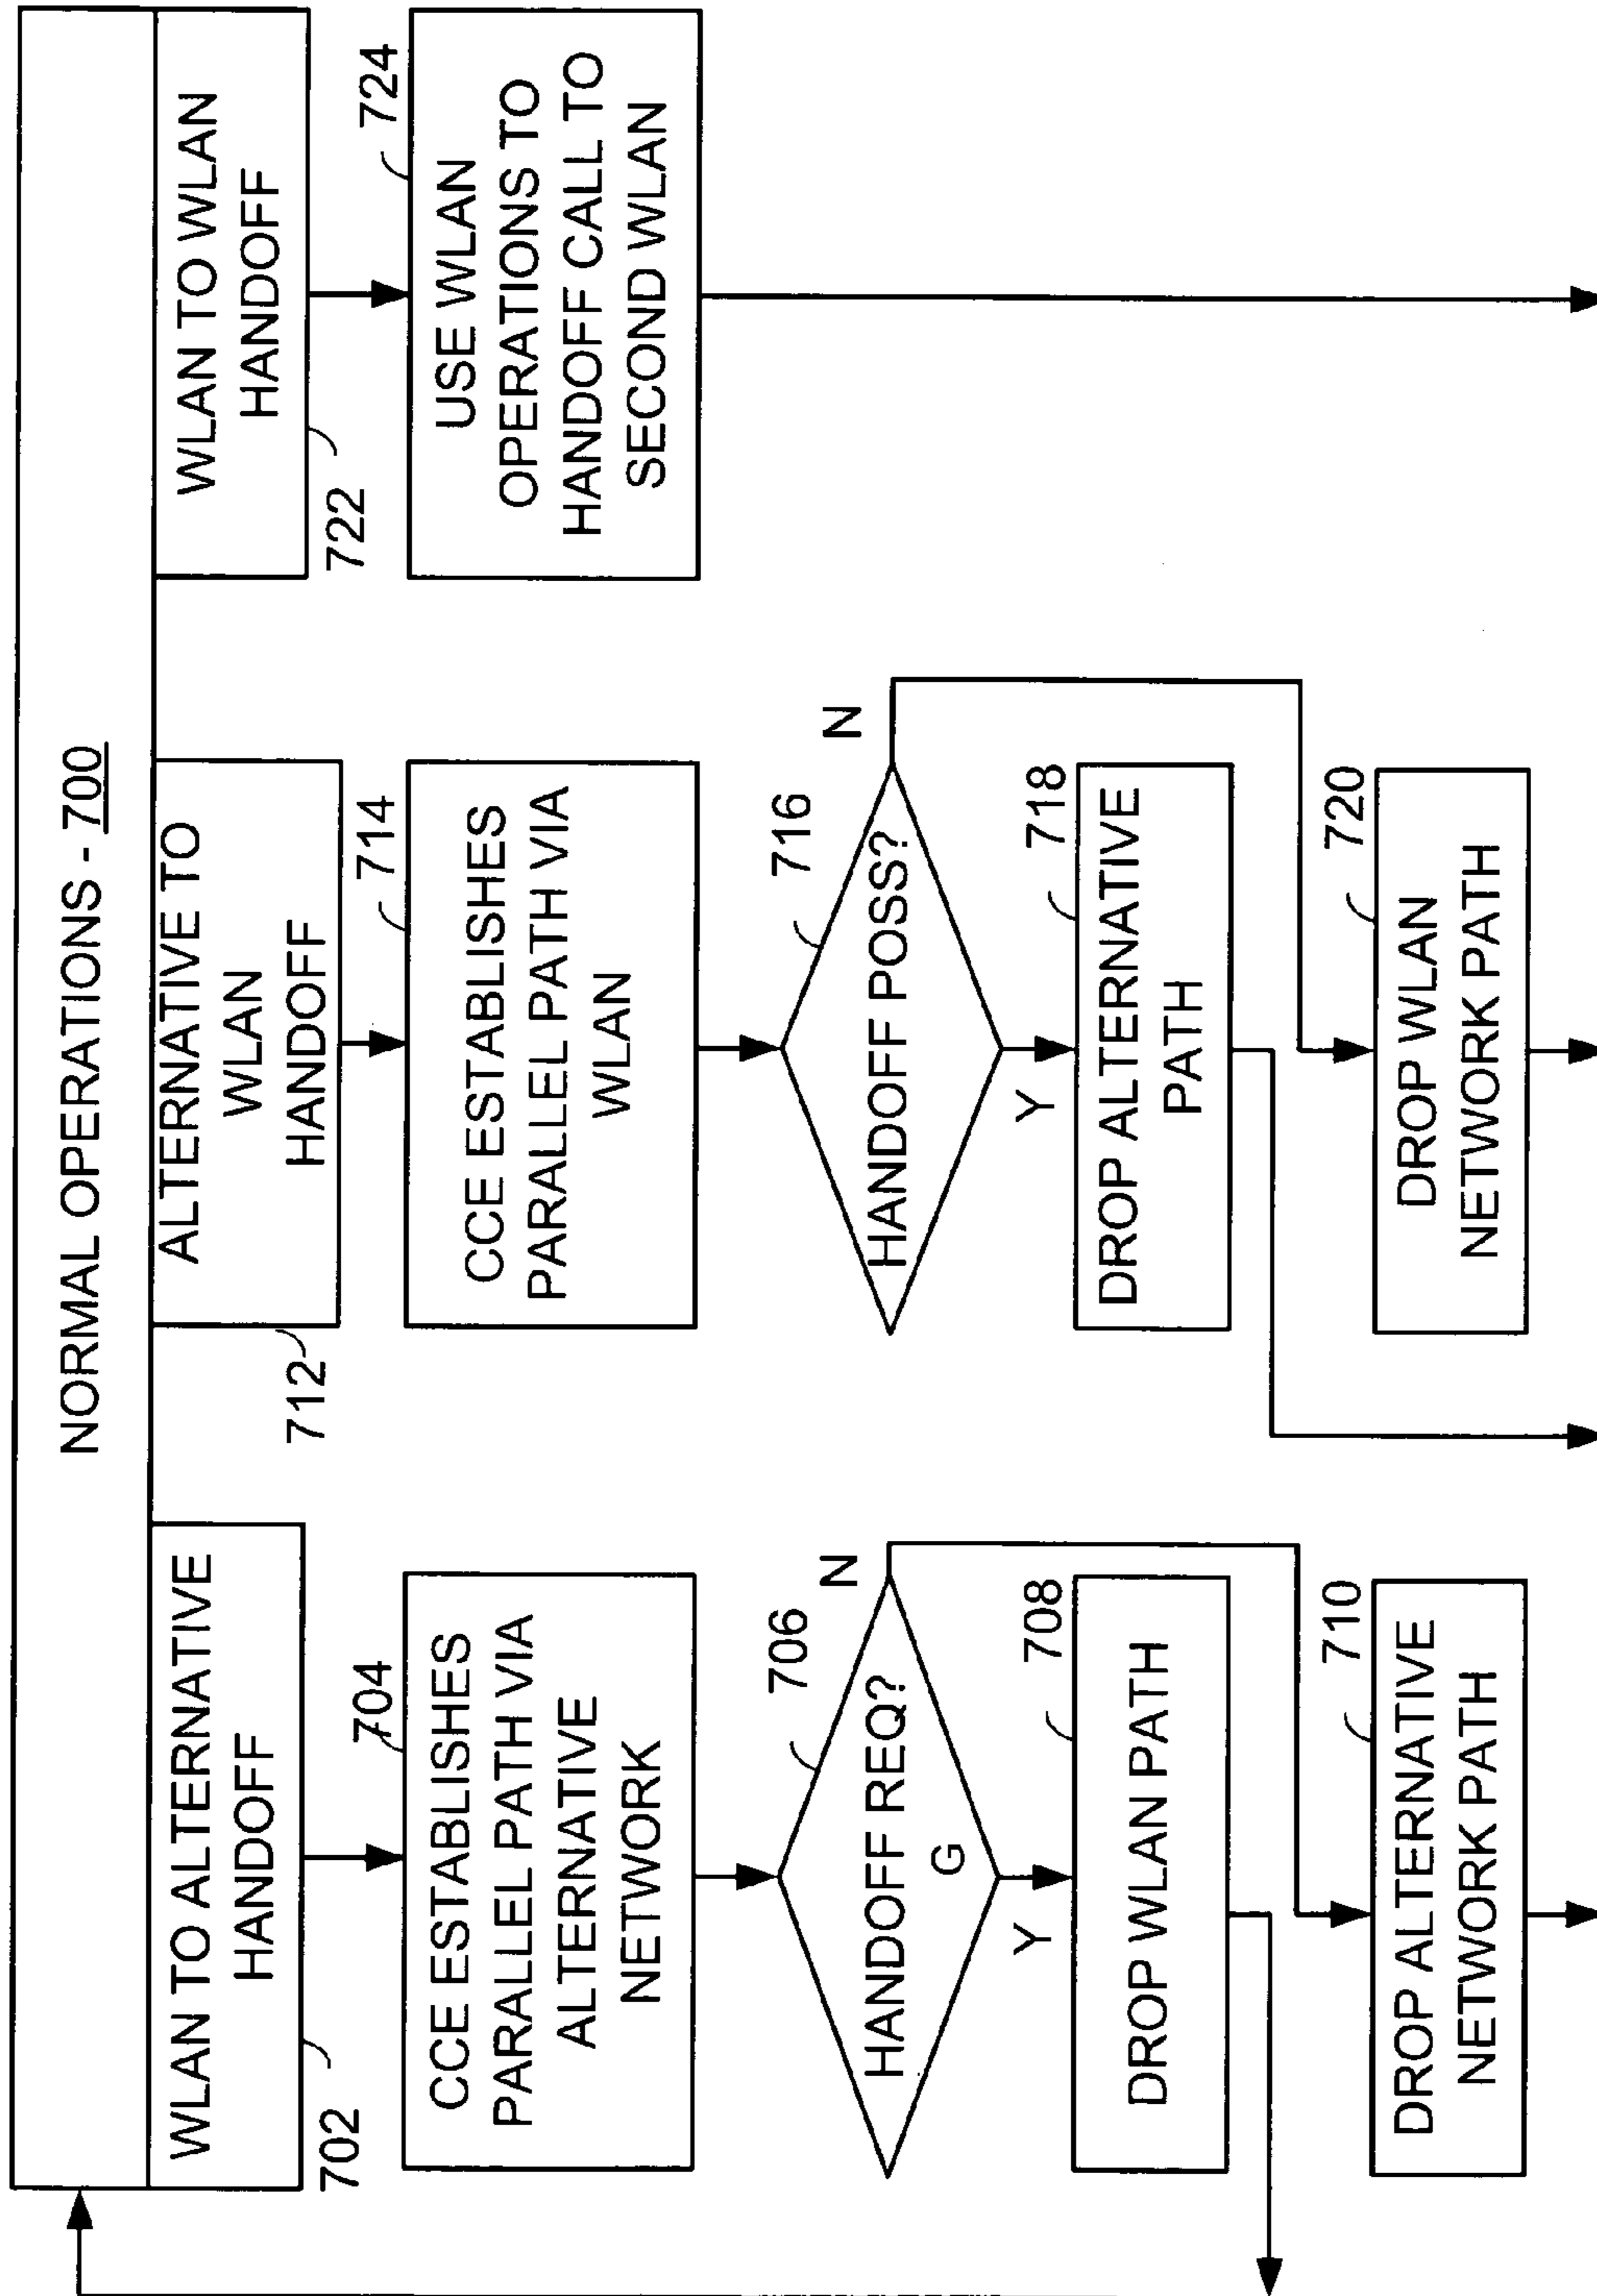 NORMAL OPERATIONS - 700
WLAN TO ALTERNATIVE
HANDOFF
702
704
CCE ESTABLISHES
PARALLEL PATH VIA
ALTERNATIVE
NETWORK
706
HANDOFF REQ?
G
N
Y
708
DROP WLAN PATH
710
DROP ALTERNATIVE
NETWORK PATH
ALTERNATIVE TO
WLAN
HANDOFF
712
714
CCE ESTABLISHES
PARALLEL PATH VIA
WLAN
716
HANDOFF POSS?
N
Y
718
DROP ALTERNATIVE
PATH
720
DROP WLAN
NETWORK PATH
WLAN TO WLAN
HANDOFF
722
724
USE WLAN
OPERATIONS TO
HANDOFF CALL TO
SECOND WLAN